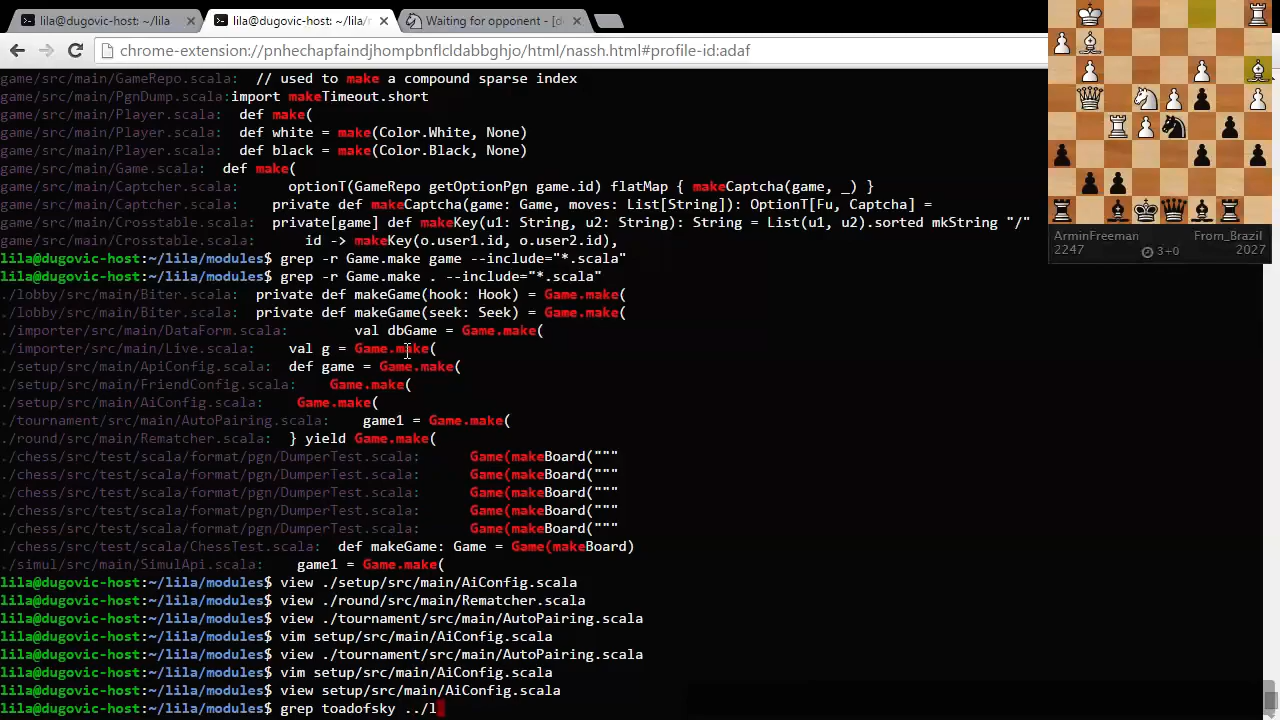 lila@dugovic-host: ~/lila
lila@dugovic-host: ~/lila/r
Waiting for opponent - [d
chrome-extension://pnhechapfaindjhompbnflcldabbghjo/html/nassh.html#profile-id:adaf
game/src/main/GameRepo.scala:  // used to make a compound sparse index
game/src/main/PgnDump.scala:import makeTimeout.short
game/src/main/Player.scala:  def make(
game/src/main/Player.scala:  def white = make(Color.White, None)
game/src/main/Player.scala:  def black = make(Color.Black, None)
game/src/main/Game.scala:  def make(
game/src/main/Captcher.scala:      optionT(GameRepo getOptionPgn game.id) flatMap { makeCaptcha(game, _) }
game/src/main/Captcher.scala:    private def makeCaptcha(game: Game, moves: List[String]): OptionT[Fu, Captcha] =
game/src/main/Crosstable.scala:    private[game] def makeKey(u1: String, u2: String): String = List(u1, u2).sorted mkString "/"
game/src/main/Crosstable.scala:        id -> makeKey(o.user1.id, o.user2.id),
lila@dugovic-host:~/lila/modules$ grep -r Game.make game --include="*.scala"
lila@dugovic-host:~/lila/modules$ grep -r Game.make . --include="*.scala"
./lobby/src/main/Biter.scala:  private def makeGame(hook: Hook) = Game.make(
./lobby/src/main/Biter.scala:  private def makeGame(seek: Seek) = Game.make(
./importer/src/main/DataForm.scala:        val dbGame = Game.make(
./importer/src/main/Live.scala:    val g = Game.make(
./setup/src/main/ApiConfig.scala:  def game = Game.make(
./setup/src/main/FriendConfig.scala:    Game.make(
./setup/src/main/AiConfig.scala:    Game.make(
./tournament/src/main/AutoPairing.scala:    game1 = Game.make(
./round/src/main/Rematcher.scala:  } yield Game.make(
./chess/src/test/scala/format/pgn/DumperTest.scala:      Game(makeBoard("""
./chess/src/test/scala/format/pgn/DumperTest.scala:      Game(makeBoard("""
./chess/src/test/scala/format/pgn/DumperTest.scala:      Game(makeBoard("""
./chess/src/test/scala/format/pgn/DumperTest.scala:      Game(makeBoard("""
./chess/src/test/scala/format/pgn/DumperTest.scala:      Game(makeBoard("""
./chess/src/test/scala/ChessTest.scala:  def makeGame: Game = Game(makeBoard)
./simul/src/main/SimulApi.scala:      game1 = Game.make(
lila@dugovic-host:~/lila/modules$ view ./setup/src/main/AiConfig.scala
lila@dugovic-host:~/lila/modules$ view ./round/src/main/Rematcher.scala
lila@dugovic-host:~/lila/modules$ view ./tournament/src/main/AutoPairing.scala
lila@dugovic-host:~/lila/modules$ vim setup/src/main/AiConfig.scala
lila@dugovic-host:~/lila/modules$ view ./tournament/src/main/AutoPairing.scala
lila@dugovic-host:~/lila/modules$ vim setup/src/main/AiConfig.scala
lila@dugovic-host:~/lila/modules$ view setup/src/main/AiConfig.scala
lila@dugovic-host:~/lila/modules$ grep toadofsky ../l
ArminFreeman From_Brazil
2247 3+0 2027